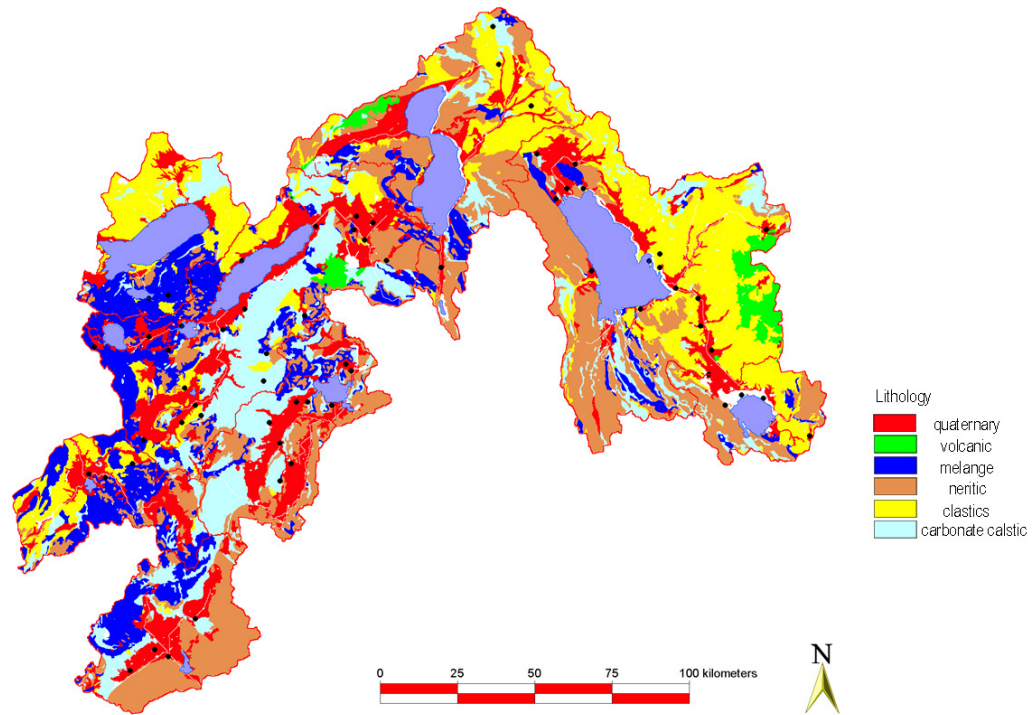 Lithology
quaternary
volcanic
melange
neritic
clastics
carbonate calstic
N
0 25 50 75 100 kilometers